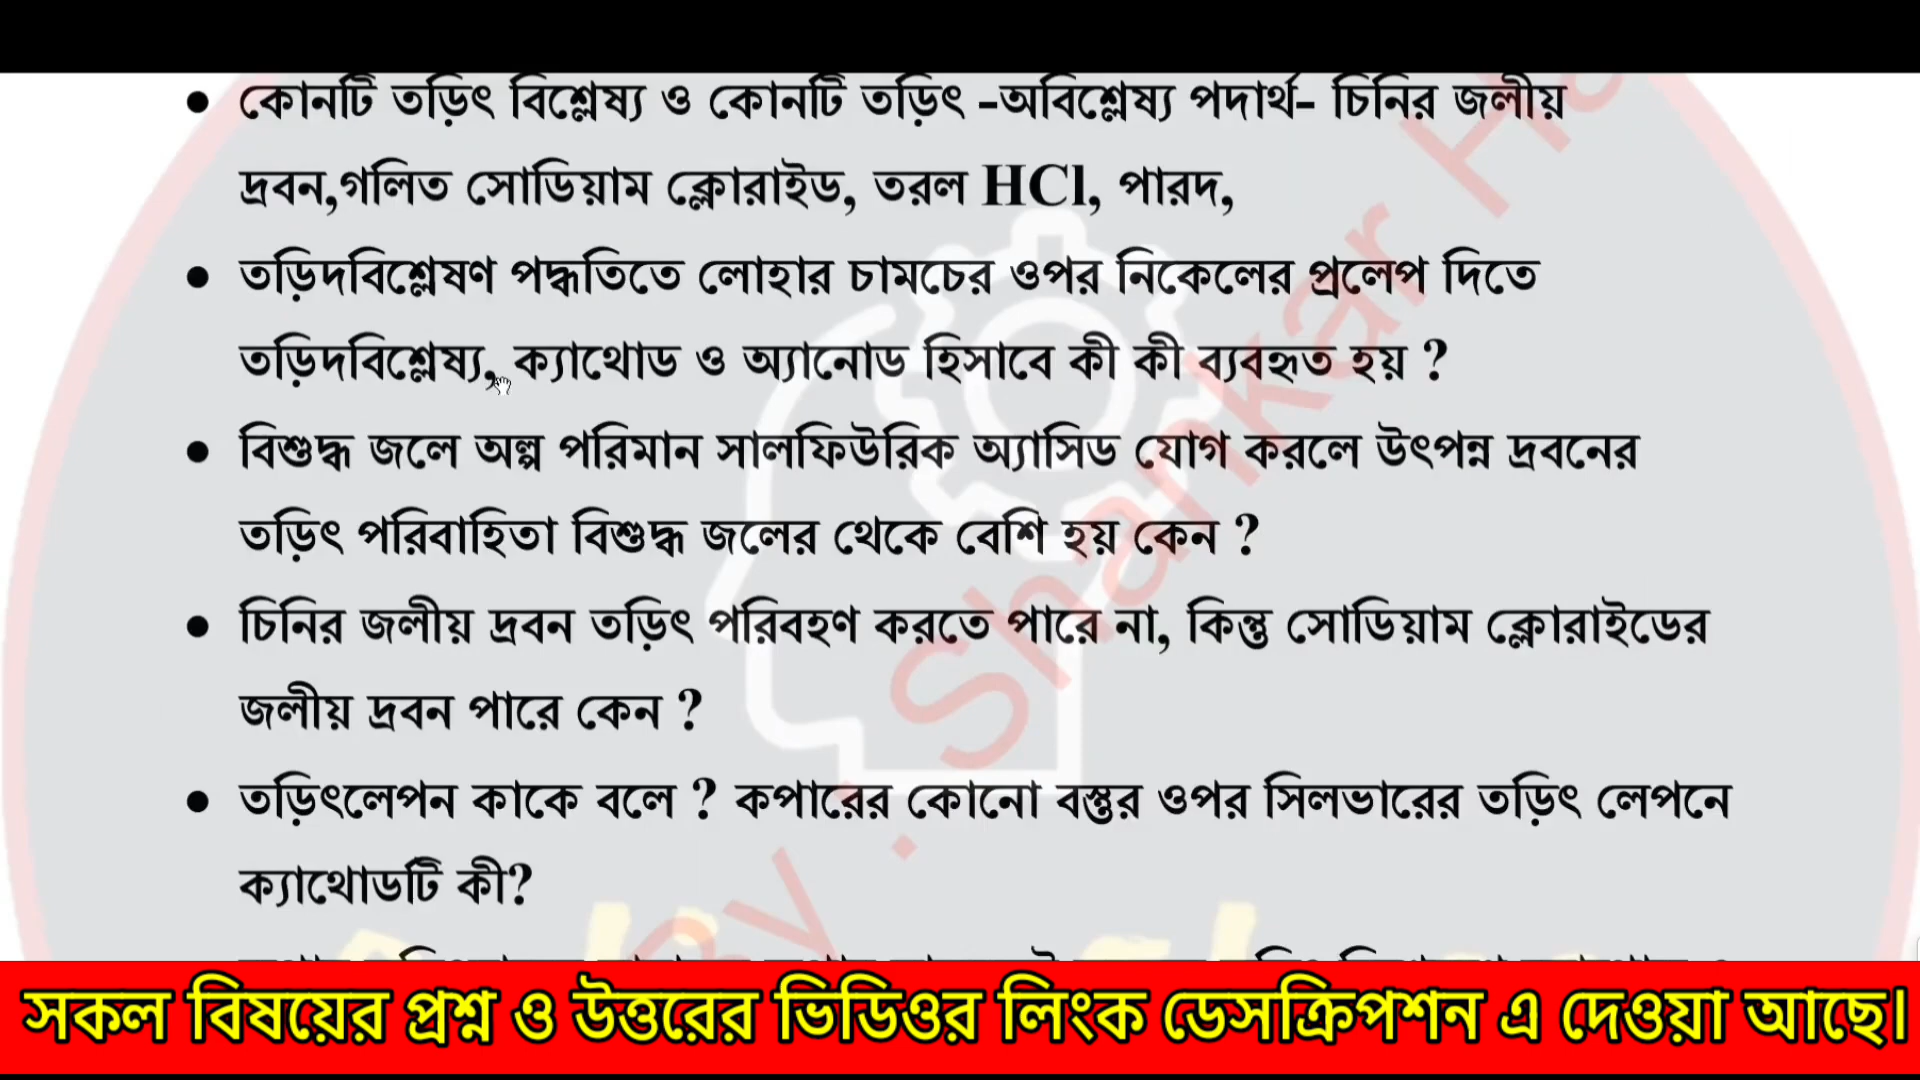 ● কোনটি তড়িৎ বিশ্লেষ্য ও কোনটি তড়িৎ -অবিশ্লেষ্য পদার্থ- চিনির জলীয়
দ্রবন,গলিত সোডিয়াম ক্লোরাইড, তরল HCl, পারদ,
● তড়িদবিশ্লেষণ পদ্ধতিতে লোহার চামচের ওপর নিকেলের প্রলেপ দিতে
তড়িদবিশ্লেষ্য, ক্যাথোড ও অ্যানোড হিসাবে কী কী ব্যবহৃত হয় ?
● বিশুদ্ধ জলে অল্প পরিমান সালফিউরিক অ্যাসিড যোগ করলে উৎপন্ন দ্রবনের
তড়িৎ পরিবাহিতা বিশুদ্ধ জলের থেকে বেশি হয় কেন ?
● চিনির জলীয় দ্রবন তড়িৎ পরিবহণ করতে পারে না, কিন্তু সোডিয়াম ক্লোরাইডের
জলীয় দ্রবন পারে কেন ?
● তড়িৎলেপন কাকে বলে ? কপারের কোনো বস্তুর ওপর সিলভারের তড়িৎ লেপনে
ক্যাথোডটি কী?
By : Shankar Ha
সকল বিষয়ের প্রশ্ন ও উত্তরের ভিডিওর লিংক ডেসক্রিপশন এ দেওয়া আছে।